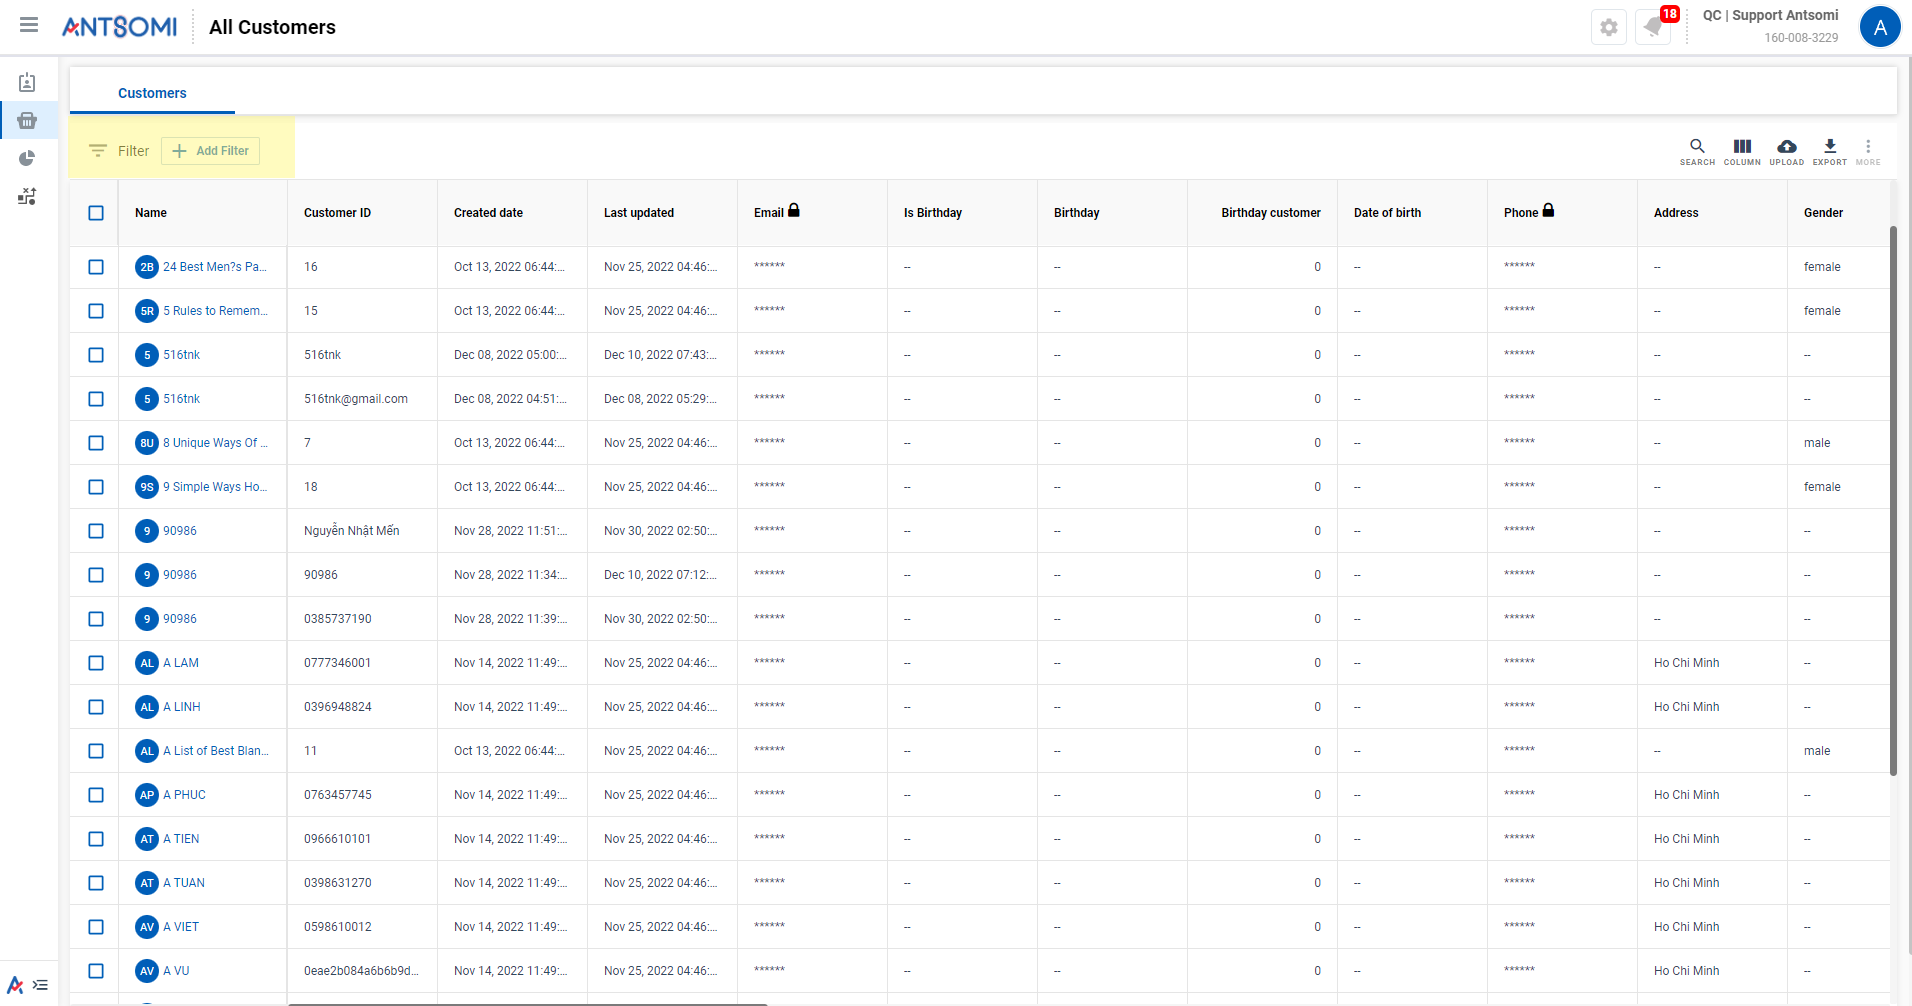 ANTSOMI All Customers 18 QC | Support Antsomi A
160-008-3229
Customers
Filter Add Filter SEARCH COLUMN UPLOAD EXPORT MORE
Name Customer ID Created date Last updated Email Is Birthday Birthday Birthday customer Date of birth Phone Address Gender
2B 24 Best Men?s Pa... 16 Oct 13, 2022 06:44:... Nov 25, 2022 04:46:... ****** -- -- 0 -- ****** -- female
5R 5 Rules to Remem... 15 Oct 13, 2022 06:44:... Nov 25, 2022 04:46:... ****** -- -- 0 -- ****** -- female
5 516tnk 516tnk Dec 08, 2022 05:00:... Dec 10, 2022 07:43:... ****** -- -- 0 -- ****** -- --
5 516tnk 516tnk@gmail.com Dec 08, 2022 04:51:... Dec 08, 2022 05:29:... ****** -- -- 0 -- ****** -- --
8U 8 Unique Ways Of ... 7 Oct 13, 2022 06:44:... Nov 25, 2022 04:46:... ****** -- -- 0 -- ****** -- male
9S 9 Simple Ways Ho... 18 Oct 13, 2022 06:44:... Nov 25, 2022 04:46:... ****** -- -- 0 -- ****** -- female
9 90986 Nguyễn Nhật Mến Nov 28, 2022 11:51:... Nov 30, 2022 02:50:... ****** -- -- 0 -- ****** -- --
9 90986 90986 Nov 28, 2022 11:34:... Dec 10, 2022 07:12:... ****** -- -- 0 -- ****** -- --
9 90986 0385737190 Nov 28, 2022 11:39:... Nov 30, 2022 02:50:... ****** -- -- 0 -- ****** -- --
AL A LAM 0777346001 Nov 14, 2022 11:49:... Nov 25, 2022 04:46:... ****** -- -- 0 -- ****** Ho Chi Minh --
AL A LINH 0396948824 Nov 14, 2022 11:49:... Nov 25, 2022 04:46:... ****** -- -- 0 -- ****** Ho Chi Minh --
AL A List of Best Blan... 11 Oct 13, 2022 06:44:... Nov 25, 2022 04:46:... ****** -- -- 0 -- ****** -- male
AP A PHUC 0763457745 Nov 14, 2022 11:49:... Nov 25, 2022 04:46:... ****** -- -- 0 -- ****** Ho Chi Minh --
AT A TIEN 0966610101 Nov 14, 2022 11:49:... Nov 25, 2022 04:46:... ****** -- -- 0 -- ****** Ho Chi Minh --
AT A TUAN 0398631270 Nov 14, 2022 11:49:... Nov 25, 2022 04:46:... ****** -- -- 0 -- ****** Ho Chi Minh --
AV A VIET 0598610012 Nov 14, 2022 11:49:... Nov 25, 2022 04:46:... ****** -- -- 0 -- ****** Ho Chi Minh --
AV A VU 0eae2b084a6b6b9d... Nov 14, 2022 11:49:... Nov 25, 2022 04:46:... ****** -- -- 0 -- ****** Ho Chi Minh --